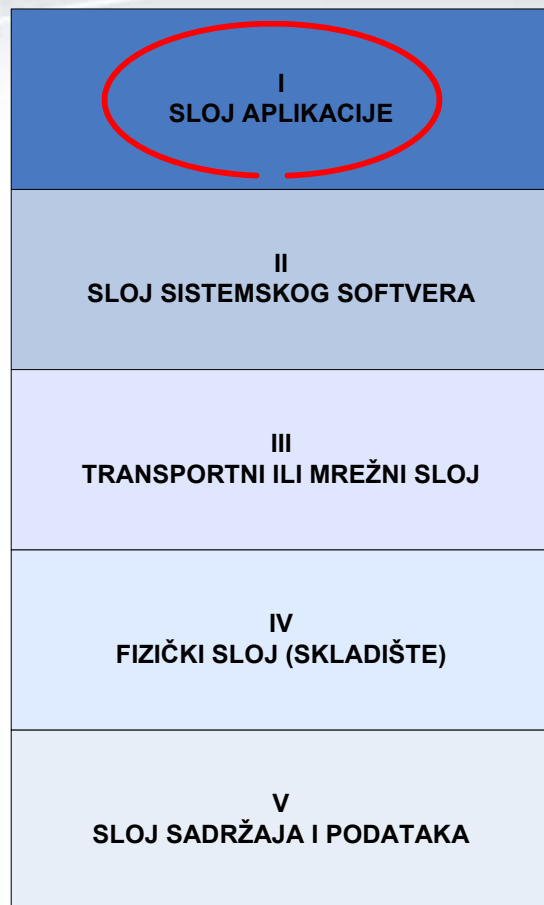 I
SLOJ APLIKACIJE
II
SLOJ SISTEMSKOG SOFTVERA
III
TRANSPORTNI ILI MREŽNI SLOJ
IV
FIZIČKI SLOJ (SKLADIŠTE)
V
SLOJ SADRŽAJA I PODATAKA